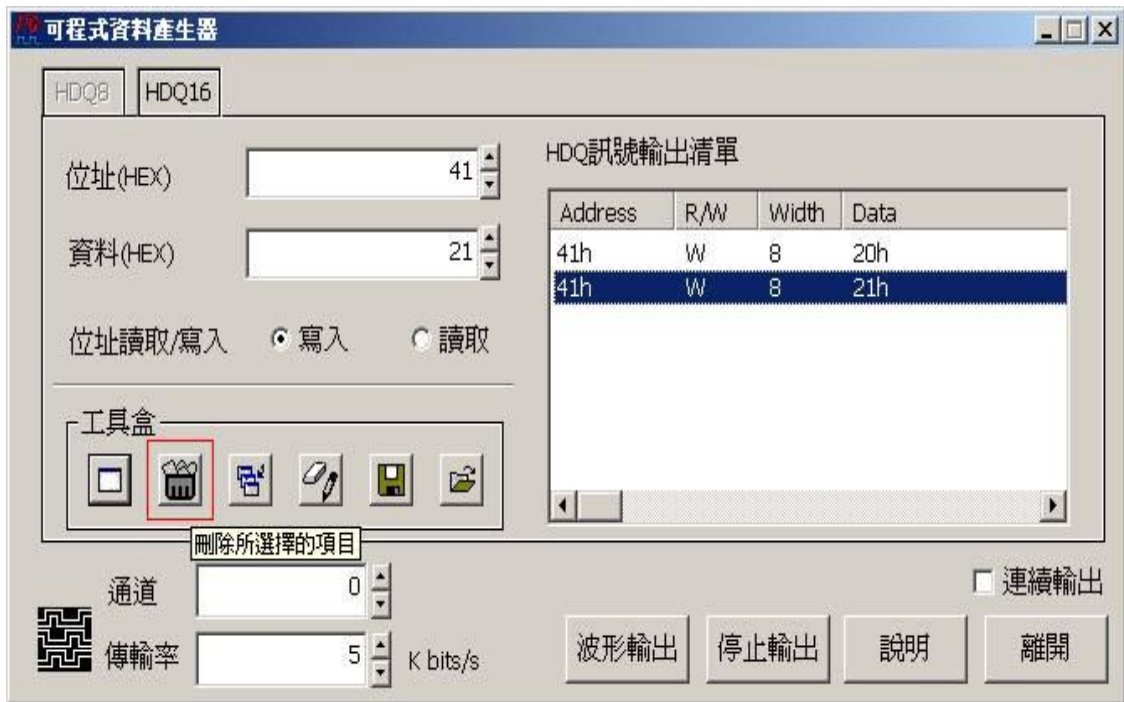 可程式資料產生器
HDQ8 HDQ16
位址(HEX) 41
資料(HEX) 21
位址讀取/寫入 寫入 讀取
工具盒
刪除所選擇的項目
HDQ訊號輸出清單
Address R/W Width Data
41h W 8 20h
41h W 8 21h
通道 0
傳輸率 5 K bits/s
連續輸出
波形輸出 停止輸出 說明 離開